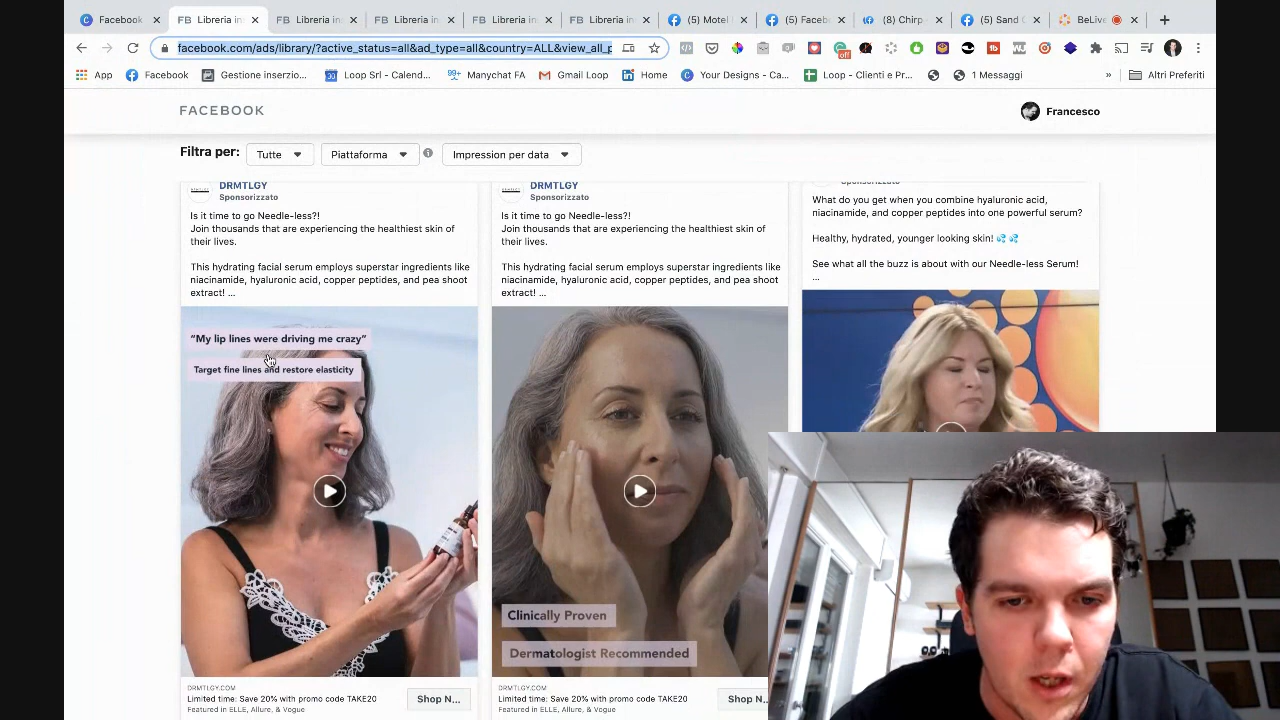 Facebook
FB Libreria in
FB Libreria in
FB Libreria in
FB Libreria in
FB Libreria in
(5) Motel
(5) Faceb
(8) Chirp
(5) Sand
BeLive
facebook.com/ads/library/?active_status=all&ad_type=all&country=ALL&view_all_p
off
App
Facebook
Gestione inserzio...
Loop Srl - Calend...
99+
Manychat FA
Gmail Loop
Home
Your Designs - Ca...
Loop - Clienti e Pr...
1 Messaggi
»
Altri Preferiti
FACEBOOK
Francesco
Filtra per:
Tutte
Piattaforma
Impression per data
DRMTLGY
Sponsorizzato
Is it time to go Needle-less?!
Join thousands that are experiencing the healthiest skin of
their lives.
This hydrating facial serum employs superstar ingredients like
niacinamide, hyaluronic acid, copper peptides, and pea shoot
extract! ...
“My lip lines were driving me crazy”
Target fine lines and restore elasticity
DRMTLGY.COM
Limited time: Save 20% with promo code TAKE20
Featured in ELLE, Allure, & Vogue
Shop N...
DRMTLGY
Sponsorizzato
Is it time to go Needle-less?!
Join thousands that are experiencing the healthiest skin of
their lives.
This hydrating facial serum employs superstar ingredients like
niacinamide, hyaluronic acid, copper peptides, and pea shoot
extract! ...
Clinically Proven
Dermatologist Recommended
DRMTLGY.COM
Limited time: Save 20% with promo code TAKE20
Featured in ELLE, Allure, & Vogue
Shop N...
Sponsorizzato
What do you get when you combine hyaluronic acid,
niacinamide, and copper peptides into one powerful serum?
Healthy, hydrated, younger looking skin! 💦 💦
See what all the buzz is about with our Needle-less Serum!
...